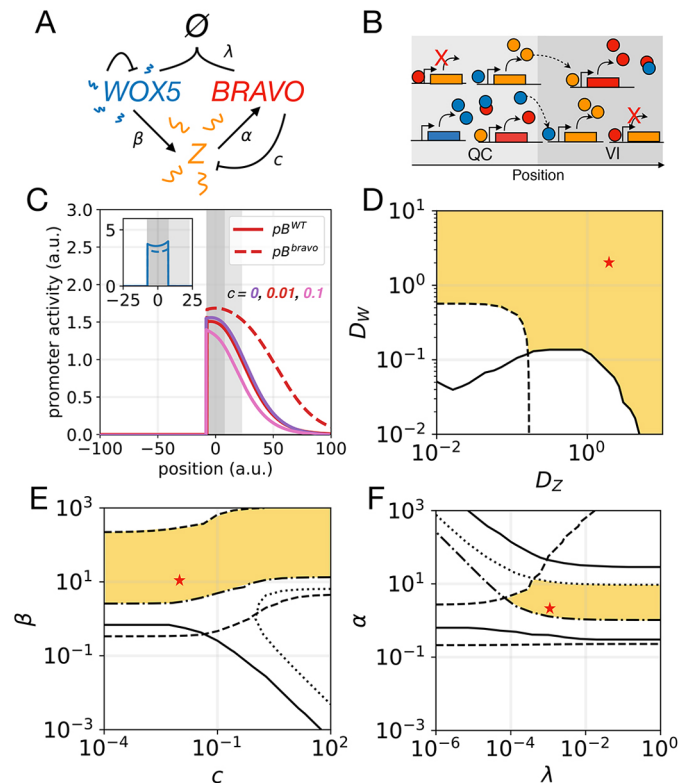 A
Ø
λ
WOX5
BRAVO
β
α
Z
c
B
X
X
QC
VI
Position
C
promoter activity (a.u.)
3.0
2.5
2.0
1.5
1.0
0.5
0.0
5
0
−25
0
25
pB^WT
pB^bravo
c = 0, 0.01, 0.1
−100
−50
0
50
100
position (a.u.)
D
D_W
10^1
10^0
10^−1
10^−2
10^−2
10^0
D_Z
E
β
10^3
10^1
10^−1
10^−3
10^−4
10^−1
10^2
c
F
α
10^3
10^1
10^−1
10^−3
10^−6
10^−4
10^−2
10^0
λ